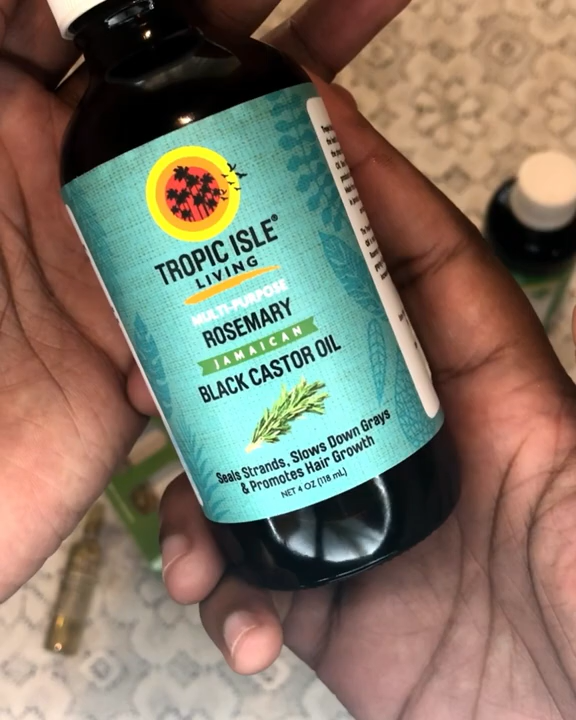 TROPIC ISLE®
LIVING
MULTI-PURPOSE
ROSEMARY
JAMAICAN
BLACK CASTOR OIL
Seals Strands, Slows Down Grays
& Promotes Hair Growth
NET 4 OZ (118 mL)